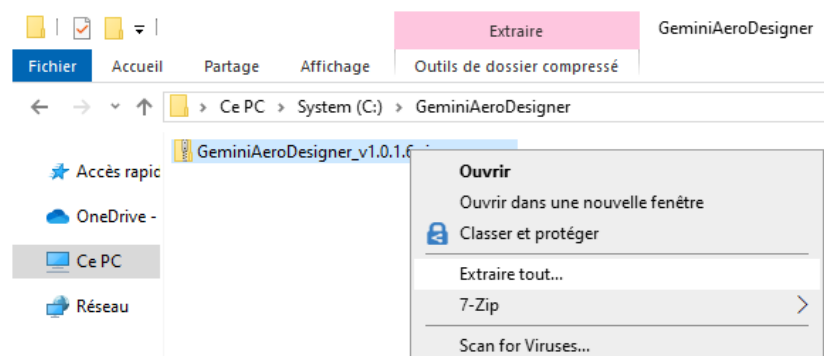 Extraire
GeminiAeroDesigner
Fichier Accueil Partage Affichage Outils de dossier compressé
Ce PC > System (C:) > GeminiAeroDesigner
GeminiAeroDesigner_v1.0.1.6
Ouvrir
Accès rapid
Ouvrir dans une nouvelle fenêtre
OneDrive -
Classer et protéger
Ce PC
Extraire tout...
Réseau
7-Zip >
Scan for Viruses...